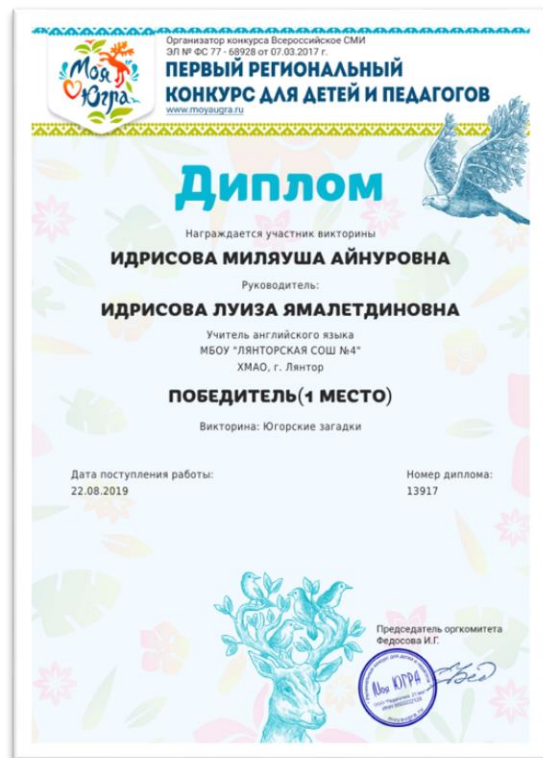 Моя
Югра
Организатор конкурса Всероссийское СМИ
ЭЛ № ФС 77 - 68928 от 07.03.2017 г.
ПЕРВЫЙ РЕГИОНАЛЬНЫЙ
КОНКУРС ДЛЯ ДЕТЕЙ И ПЕДАГОГОВ
www.moyaugra.ru
Диплом
Награждается участник викторины
ИДРИСОВА МИЛЯУША АЙНУРОВНА
Руководитель:
ИДРИСОВА ЛУИЗА ЯМАЛЕТДИНОВНА
Учитель английского языка
МБОУ "ЛЯНТОРСКАЯ СОШ №4"
ХМАО, г. Лянтор
ПОБЕДИТЕЛЬ(1 МЕСТО)
Викторина: Югорские загадки
Дата поступления работы:
22.08.2019
Номер диплома:
13917
Председатель оргкомитета
Федосова И.Г.
Моя ЮГРА